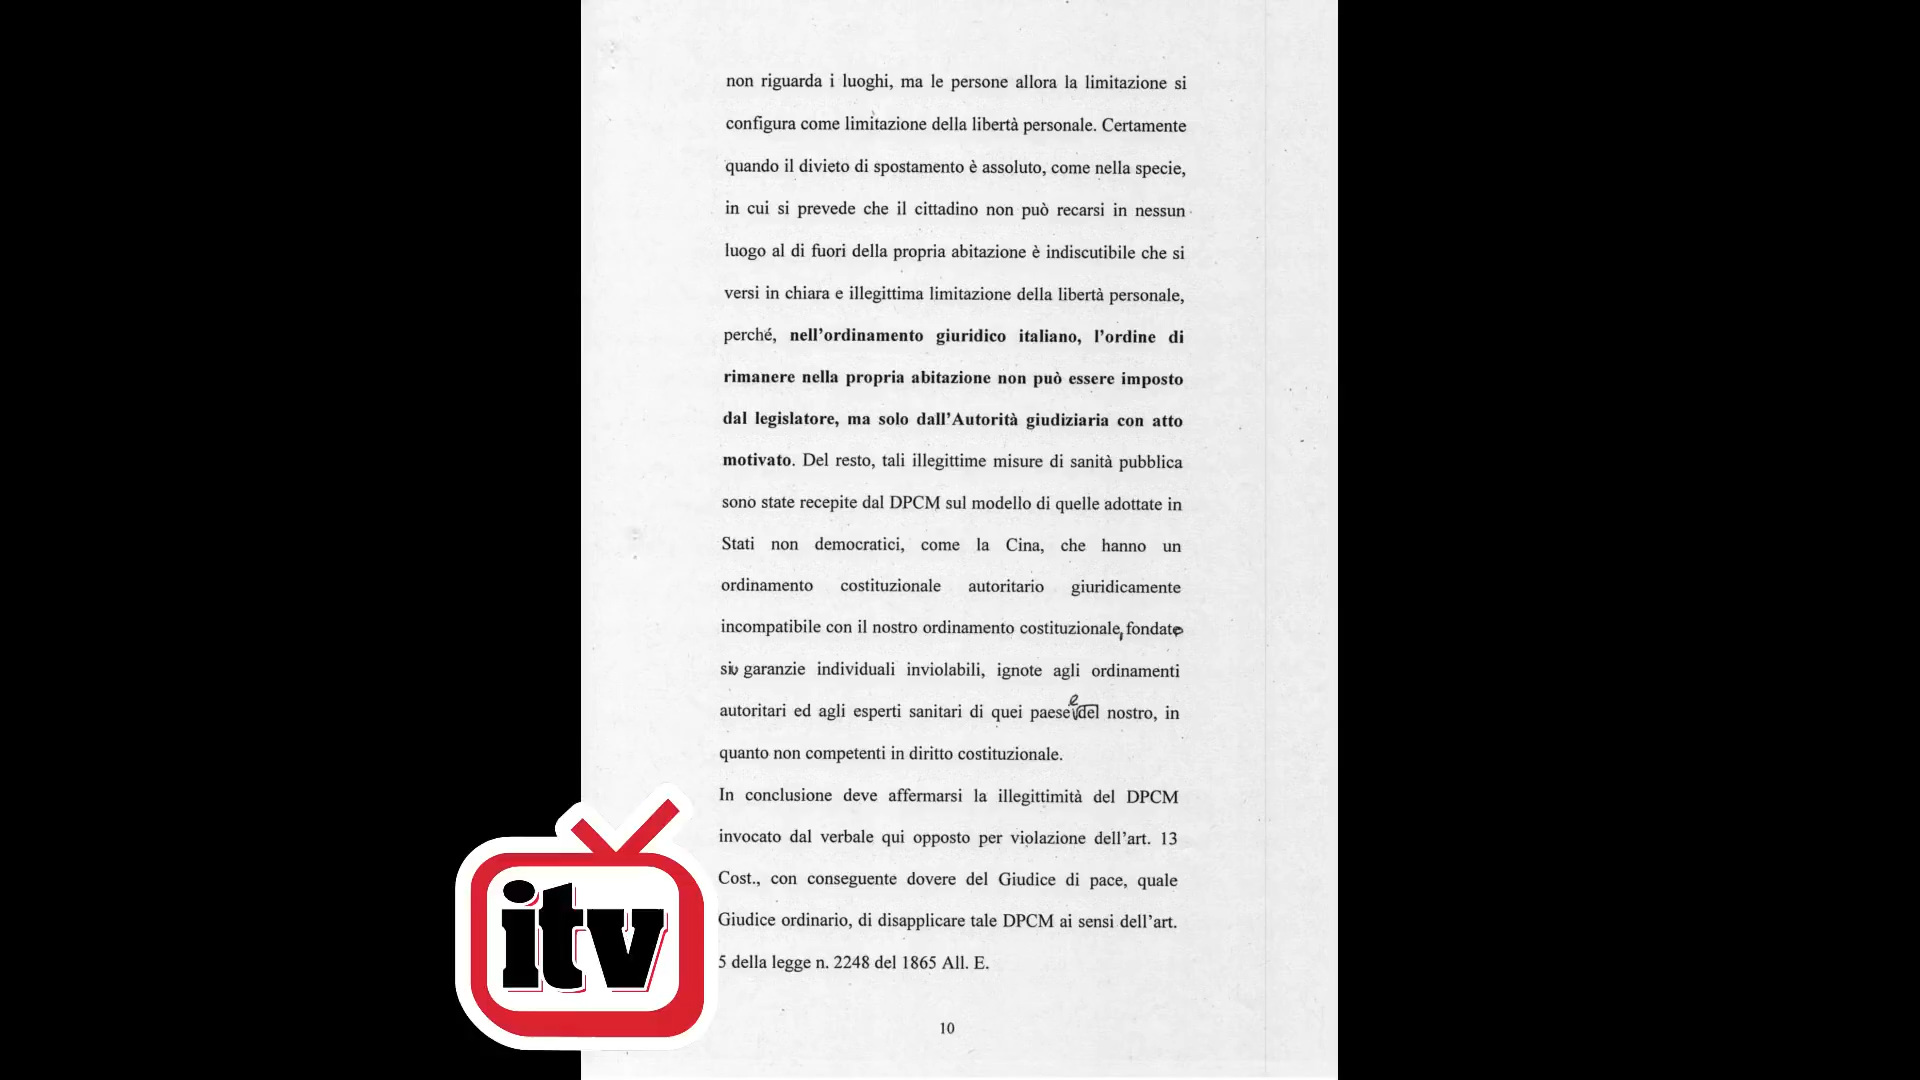 non riguarda i luoghi, ma le persone allora la limitazione si
configura come limitazione della libertà personale. Certamente
quando il divieto di spostamento è assoluto, come nella specie,
in cui si prevede che il cittadino non può recarsi in nessun
luogo al di fuori della propria abitazione è indiscutibile che si
versi in chiara e illegittima limitazione della libertà personale,
perché, nell'ordinamento giuridico italiano, l'ordine di
rimanere nella propria abitazione non può essere imposto
dal legislatore, ma solo dall'Autorità giudiziaria con atto
motivato. Del resto, tali illegittime misure di sanità pubblica
sono state recepite dal DPCM sul modello di quelle adottate in
Stati non democratici, come la Cina, che hanno un
ordinamento costituzionale autoritario giuridicamente
incompatibile con il nostro ordinamento costituzionale, fondato
su garanzie individuali inviolabili, ignote agli ordinamenti
autoritari ed agli esperti sanitari di quei paese e del nostro, in
quanto non competenti in diritto costituzionale.
In conclusione deve affermarsi la illegittimità del DPCM
invocato dal verbale qui opposto per violazione dell'art. 13
Cost., con conseguente dovere del Giudice di pace, quale
Giudice ordinario, di disapplicare tale DPCM ai sensi dell'art.
5 della legge n. 2248 del 1865 All. E.
10
itv